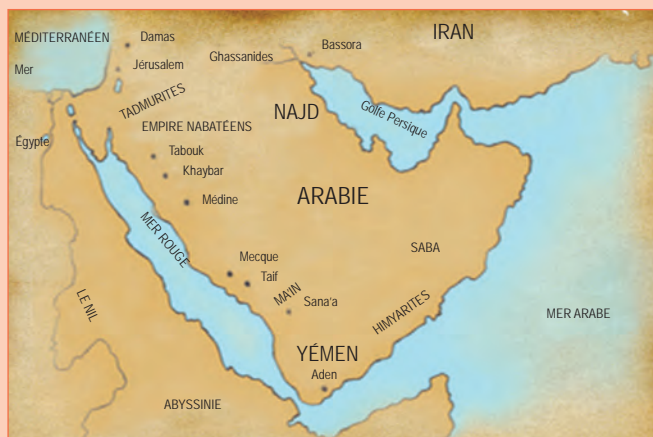 MÉDITERRANÉEN
Mer
Damas
Jérusalem
Ghassanides
Bassora
IRAN
TADMURITES
EMPIRE NABATÉENS
NAJD
Golfe Persique
Égypte
Tabouk
Khaybar
Médine
ARABIE
MER ROUGE
Mecque
Taif
SABA
MA'IN
Sana'a
LE NIL
HIMYARITES
MER ARABE
YÉMEN
Aden
ABYSSINIE